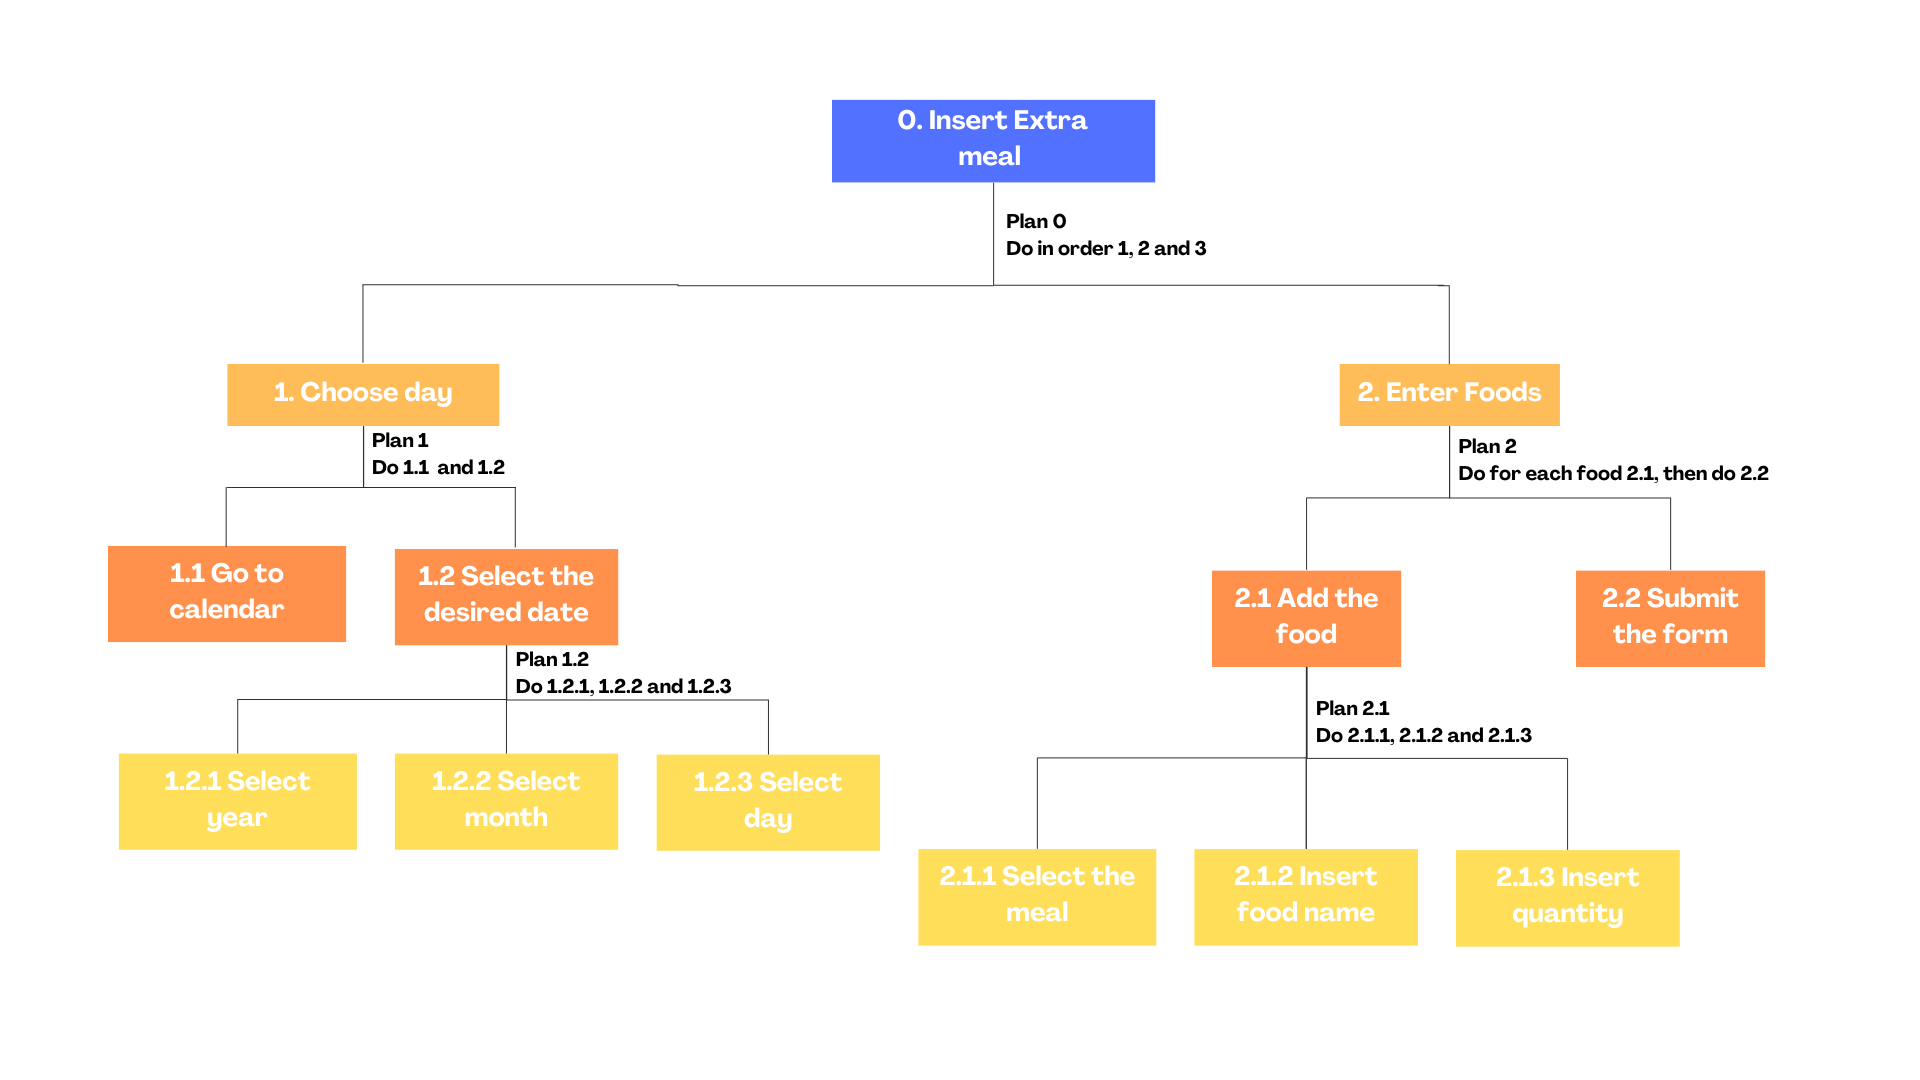 0. Insert Extra
meal
Plan 0
Do in order 1, 2 and 3
1. Choose day
2. Enter Foods
Plan 1
Do 1.1  and 1.2
Plan 2
Do for each food 2.1, then do 2.2
1.1 Go to
calendar
1.2 Select the
desired date
2.1 Add the
food
2.2 Submit
the form
Plan 1.2
Do 1.2.1, 1.2.2 and 1.2.3
Plan 2.1
Do 2.1.1, 2.1.2 and 2.1.3
1.2.1 Select
year
1.2.2 Select
month
1.2.3 Select
day
2.1.1 Select the
meal
2.1.2 Insert
food name
2.1.3 Insert
quantity